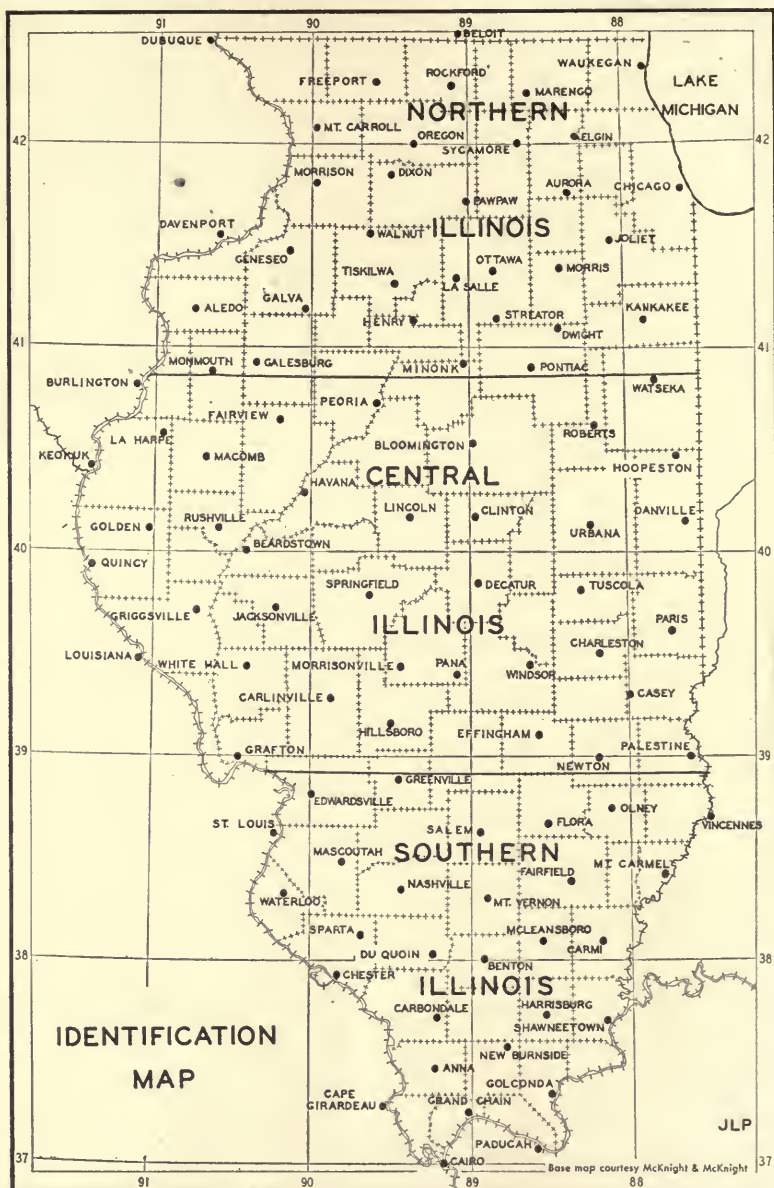 91 90 89 88
DUBUQUE
BELOIT
WAUKEGAN
FREEPORT
ROCKFORD
MARENGO
LAKE
MICHIGAN
NORTHERN
MT. CARROLL
OREGON
SYCAMORE
ELGIN
42 42
MORRISON
DIXON
PAWPAW
AURORA
CHICAGO
DAVENPORT
GENESEO
WALNUT
ILLINOIS
JOLIET
TISKILWA
OTTAWA
LA SALLE
MORRIS
ALEDO
GALVA
HENRY
STREATOR
DWIGHT
KANKAKEE
41 41
MONMOUTH
GALESBURG
MINONK
PONTIAC
WATSEKA
BURLINGTON
PEORIA
FAIRVIEW
LA HARPE
ROBERTS
BLOOMINGTON
KEOKUK
MACOMB
HOOPESTON
CENTRAL
HAVANA
LINCOLN
CLINTON
DANVILLE
GOLDEN
RUSHVILLE
URBANA
BEARDSTOWN
40 40
QUINCY
SPRINGFIELD
DECATUR
TUSCOLA
GRIGGSVILLE
JACKSONVILLE
ILLINOIS
PARIS
CHARLESTON
LOUISIANA
WHITE HALL
MORRISONVILLE
PANA
WINDSOR
CARLINVILLE
CASEY
HILLSBORO
EFFINGHAM
GRAFTON
NEWTON
PALESTINE
39 39
GREENVILLE
EDWARDSVILLE
OLNEY
ST. LOUIS
SALEM
FLORA
VINCENNES
MASCOUTAH
SOUTHERN
FAIRFIELD
MT. CARMEL
NASHVILLE
WATERLOO
MT. VERNON
SPARTA
MCLEANSBORO
CARMI
DU QUOIN
BENTON
38 38
CHESTER
ILLINOIS
CARBONDALE
HARRISBURG
SHAWNEETOWN
IDENTIFICATION
MAP
NEW BURNSIDE
ANNA
GOLCONDA
CAPE
GIRARDEAU
GRAND CHAIN
JLP
PADUCAH
CAIRO
37 37
Base map courtesy McKnight & McKnight
91 90 89 88